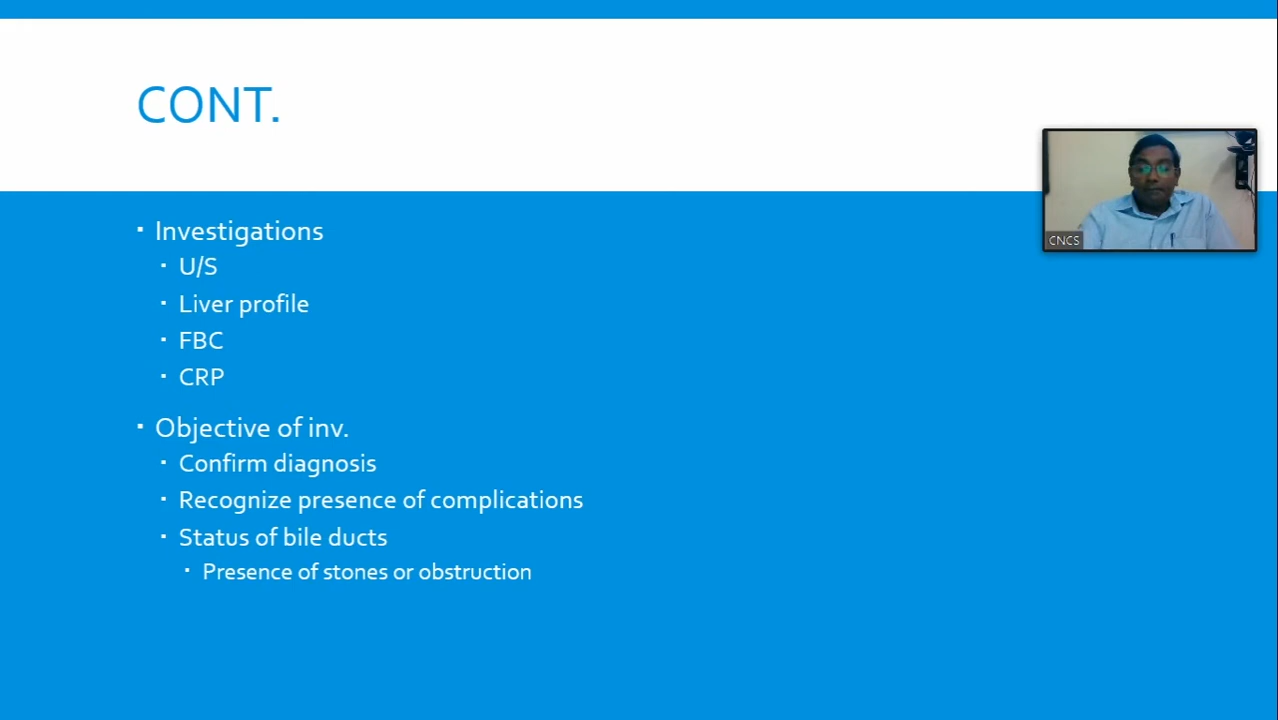 CONT.
Investigations
U/S
Liver profile
FBC
CRP
Objective of inv.
Confirm diagnosis
Recognize presence of complications
Status of bile ducts
Presence of stones or obstruction
CNCS